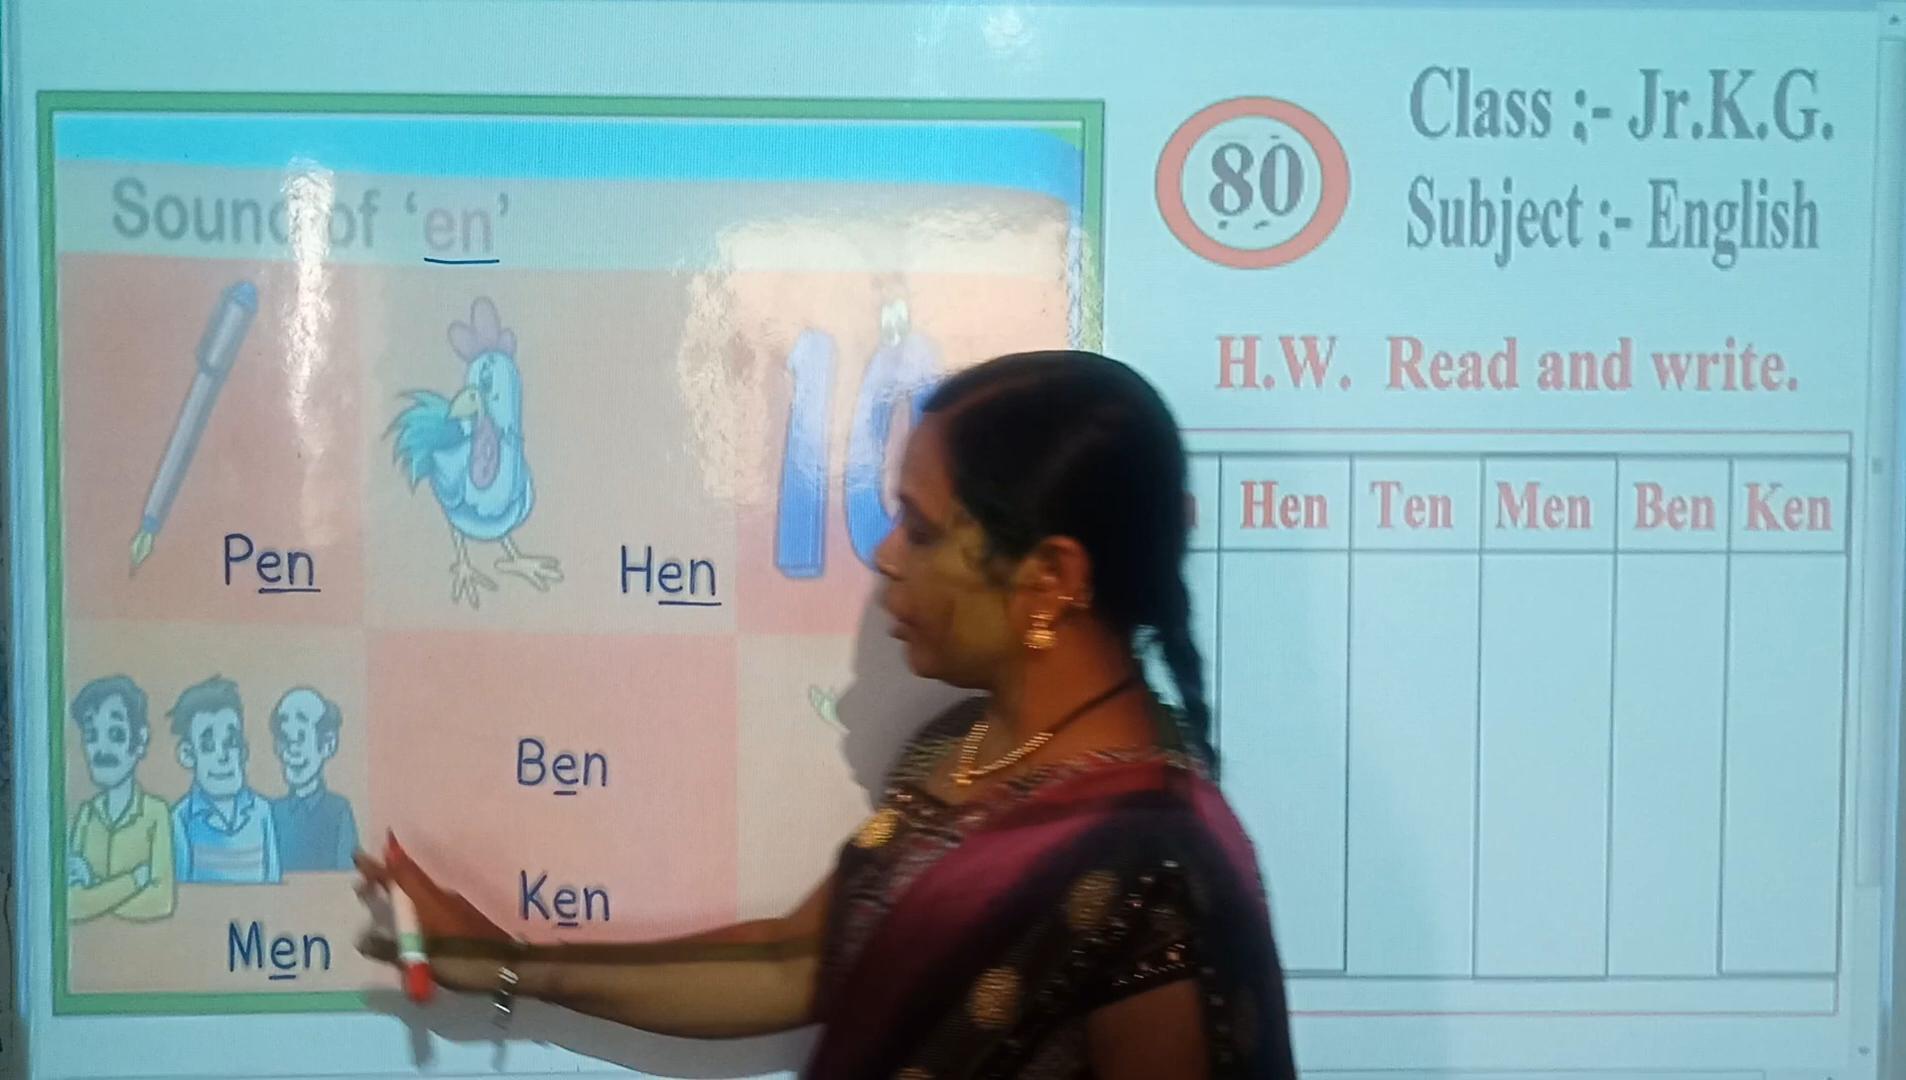 Sound of ‘en’
Pen
Hen
10
Ben
Ken
Men
80
Class :- Jr.K.G.
Subject :- English
H.W. Read and write.
Hen Ten Men Ben Ken